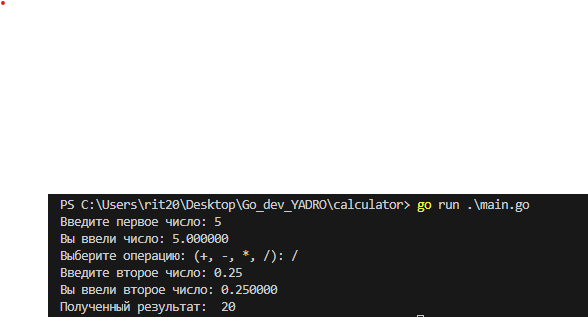 PS C:\Users\rit20\Desktop\Go_dev_YADRO\calculator> go run .\main.go
Введите первое число: 5
Вы ввели число: 5.000000
Выберите операцию: (+, -, *, /): /
Введите второе число: 0.25
Вы ввели второе число: 0.250000
Полученный результат:  20